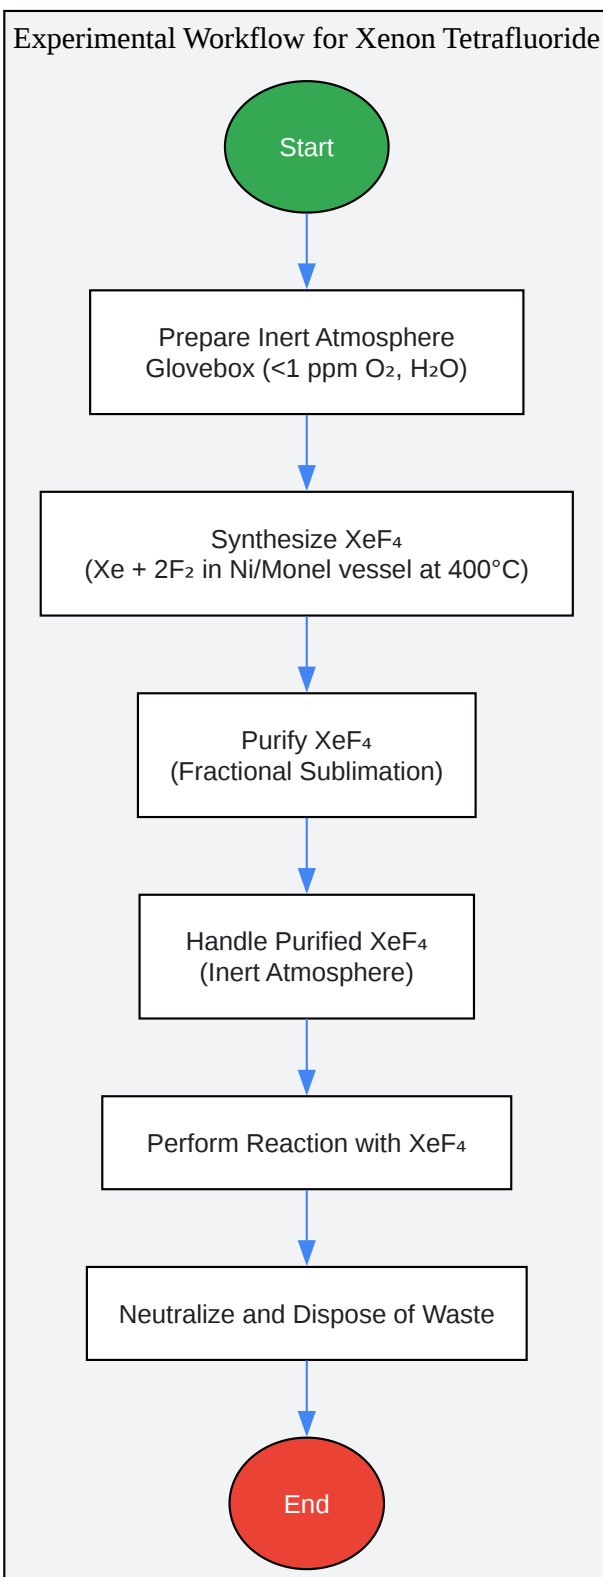 Experimental Workflow for Xenon Tetrafluoride
Start
Prepare Inert Atmosphere
Glovebox (<1 ppm O₂, H₂O)
Synthesize XeF₄
(Xe + 2F₂ in Ni/Monel vessel at 400°C)
Purify XeF₄
(Fractional Sublimation)
Handle Purified XeF₄
(Inert Atmosphere)
Perform Reaction with XeF₄
Neutralize and Dispose of Waste
End